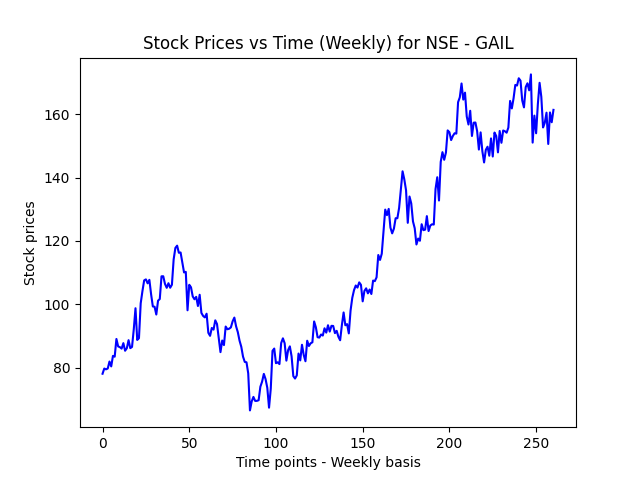 Stock Prices vs Time (Weekly) for NSE - GAIL
Stock prices
160
140
120
100
80
0 50 100 150 200 250
Time points - Weekly basis